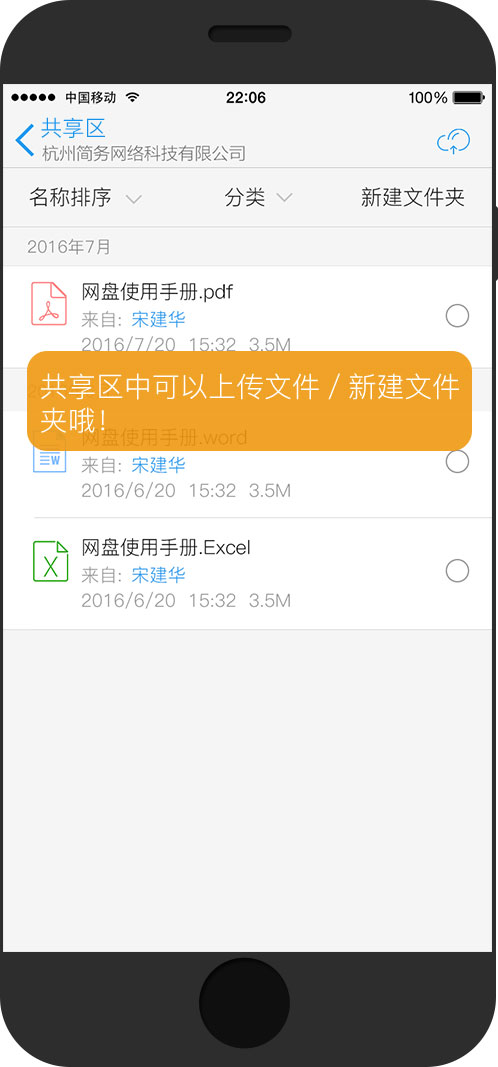 中国移动 22:06 100%
共享区
杭州简务网络科技有限公司
名称排序 分类 新建文件夹
2016年7月
网盘使用手册.pdf
来自: 宋建华
2016/7/20 15:32 3.5M
共享区中可以上传文件 / 新建文件
夹哦!
网盘使用手册.word
W
来自: 宋建华
2016/6/20 15:32 3.5M
网盘使用手册.Excel
X
来自: 宋建华
2016/6/20 15:32 3.5M